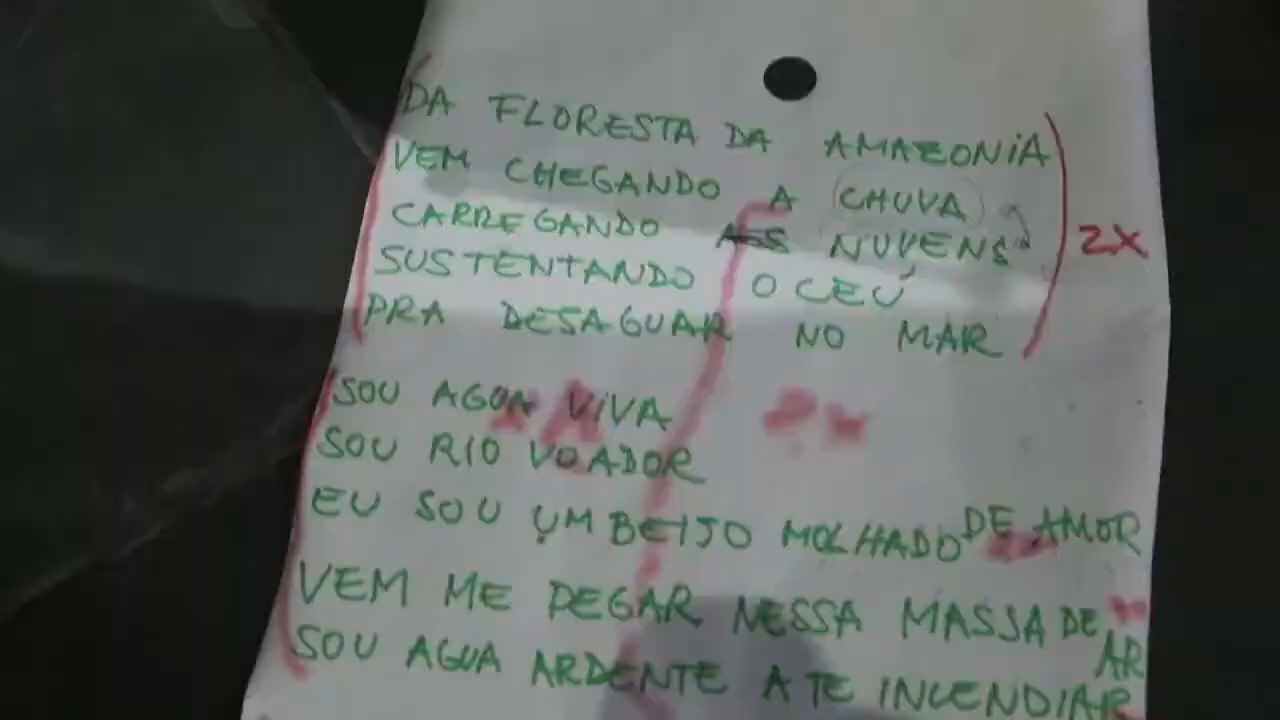 DA FLORESTA DA AMAZONiA
VEM CHEGANDO A CHUVA
CARREGANDO AS NUVENS 2X
SUSTENTANDO O CEÚ
PRA DESAGUAR NO MAR
SOU AGUA ViVA
SOU RIO VOADOR
EU SOU UM BEIJO MOLHADO DE AMOR
VEM ME PEGAR NESSA MASSA DE AR
SOU AGUA ARDENTE A TE INCENDIAR